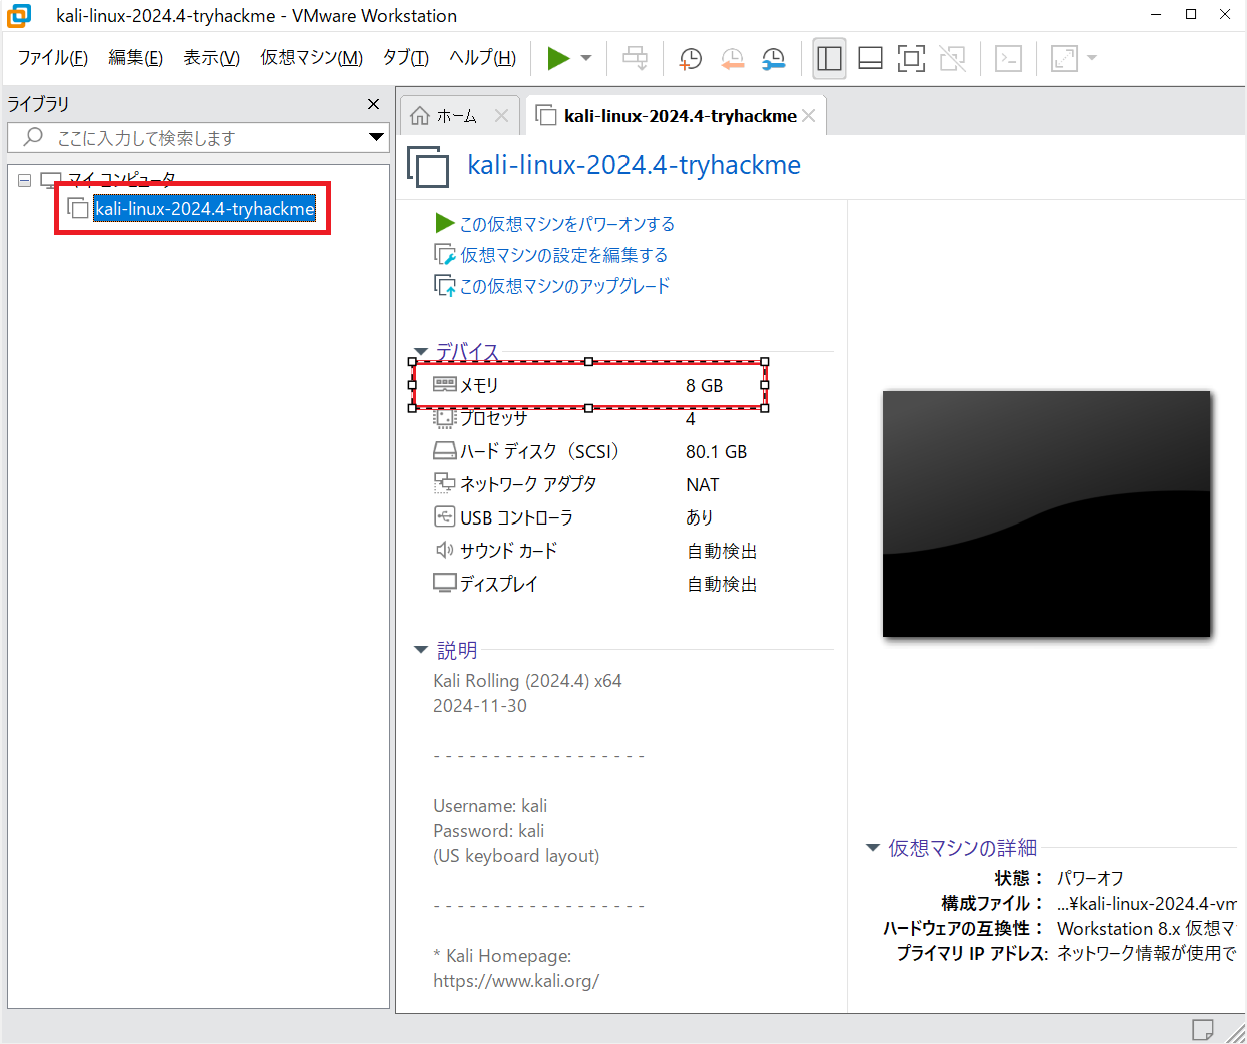 kali-linux-2024.4-tryhackme - VMware Workstation
ファイル(F) 編集(E) 表示(V) 仮想マシン(M) タブ(T) ヘルプ(H)
ライブラリ
ここに入力して検索します
マイ コンピュータ
kali-linux-2024.4-tryhackme
ホーム
kali-linux-2024.4-tryhackme
kali-linux-2024.4-tryhackme
この仮想マシンをパワーオンする
仮想マシンの設定を編集する
この仮想マシンのアップグレード
デバイス
メモリ 8 GB
プロセッサ 4
ハード ディスク（SCSI） 80.1 GB
ネットワーク アダプタ NAT
USB コントローラ あり
サウンド カード 自動検出
ディスプレイ 自動検出
説明
Kali Rolling (2024.4) x64
2024-11-30
- - - - - - - - - - - - - - - - - -
Username: kali
Password: kali
(US keyboard layout)
- - - - - - - - - - - - - - - - - -
* Kali Homepage:
https://www.kali.org/
仮想マシンの詳細
状態： パワーオフ
構成ファイル： ...¥kali-linux-2024.4-vm
ハードウェアの互換性： Workstation 8.x 仮想マ
プライマリ IP アドレス: ネットワーク情報が使用で